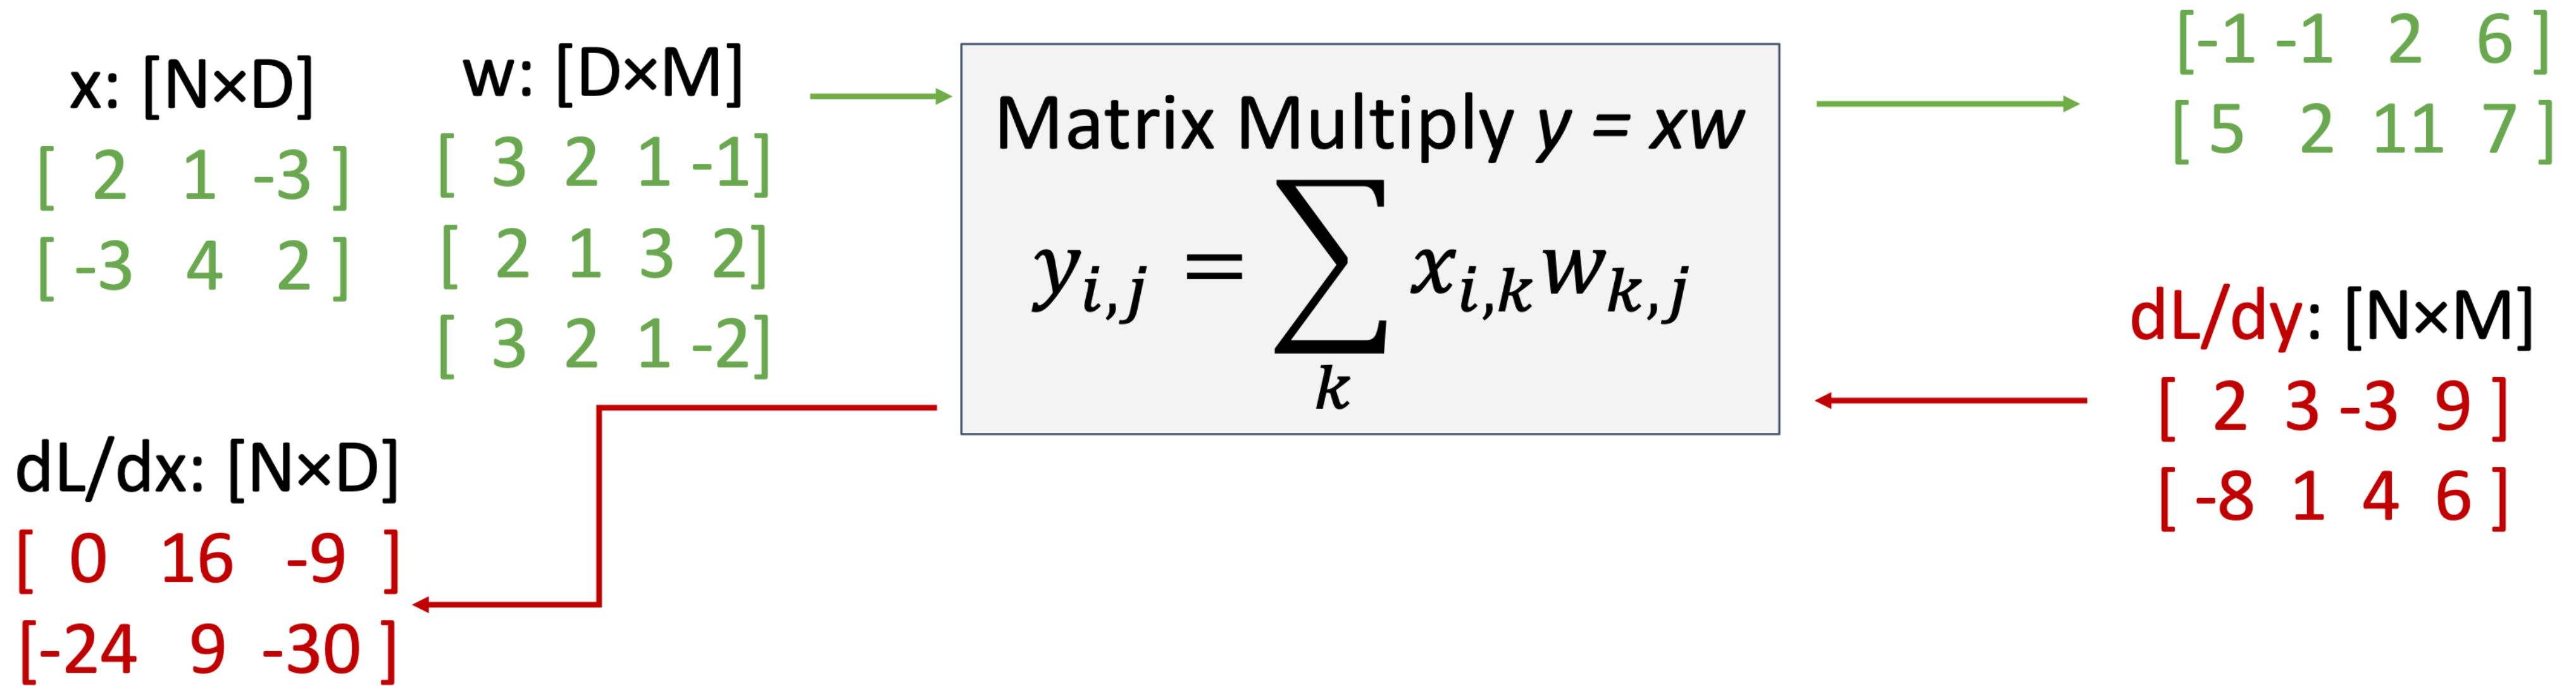 x: [N×D]
[ 2 1 -3 ]
[ -3 4 2 ]
w: [D×M]
[ 3 2 1 -1]
[ 2 1 3 2]
[ 3 2 1 -2]
Matrix Multiply y = xw
y_{i,j} = ∑_k x_{i,k} w_{k,j}
[-1 -1 2 6 ]
[ 5 2 11 7 ]
dL/dy: [N×M]
[ 2 3 -3 9 ]
[ -8 1 4 6 ]
dL/dx: [N×D]
[ 0 16 -9 ]
[-24 9 -30 ]